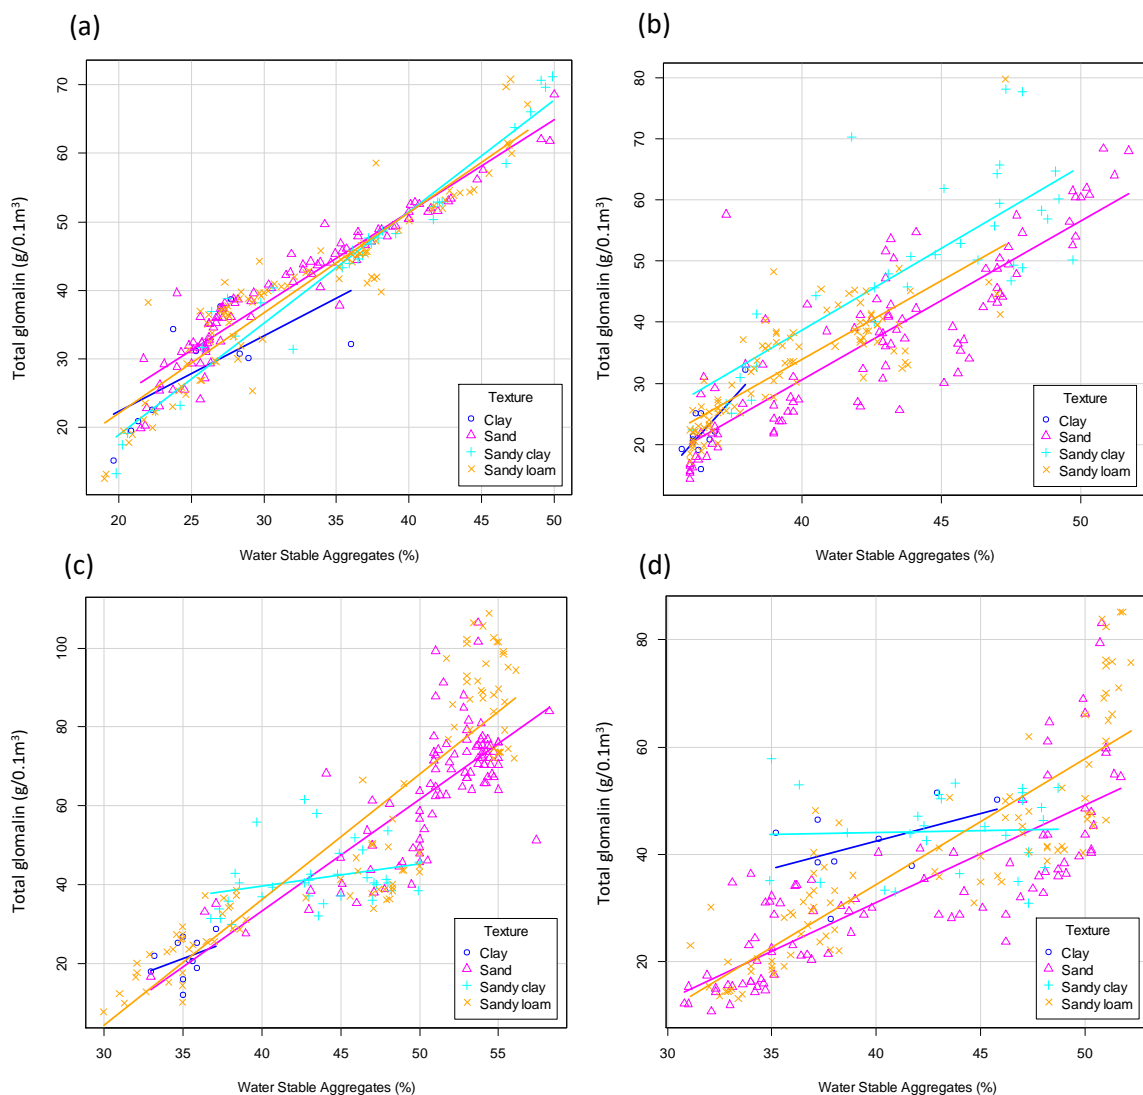 (a)
70
60
50
40
30
20
Total glomalin (g/0.1m³)
20 25 30 35 40 45 50
Water Stable Aggregates (%)
Texture
Clay
Sand
Sandy clay
Sandy loam
(b)
80
70
60
50
40
30
20
Total glomalin (g/0.1m³)
40 45 50
Water Stable Aggregates (%)
Texture
Clay
Sand
Sandy clay
Sandy loam
(c)
100
80
60
40
20
Total glomalin (g/0.1m³)
30 35 40 45 50 55
Water Stable Aggregates (%)
Texture
Clay
Sand
Sandy clay
Sandy loam
(d)
80
60
40
20
Total glomalin (g/0.1m³)
30 35 40 45 50
Water Stable Aggregates (%)
Texture
Clay
Sand
Sandy clay
Sandy loam